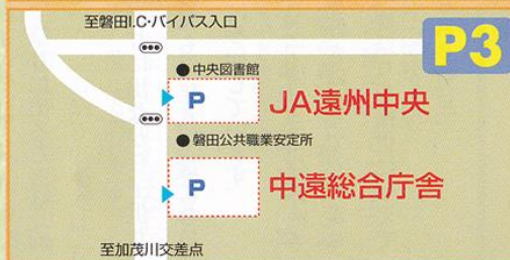 至磐田I.C・バイパス入口
P3
●中央図書館
P
JA遠州中央
●磐田公共職業安定所
P
中遠総合庁舎
至加茂川交差点